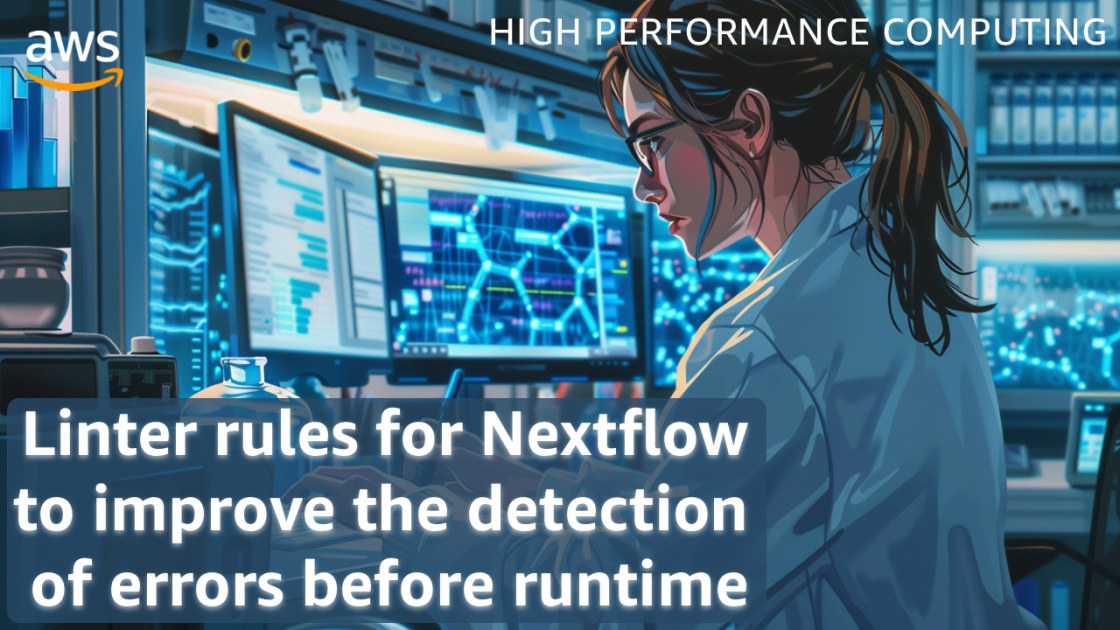 aws
HIGH PERFORMANCE COMPUTING
Linter rules for Nextflow
to improve the detection
of errors before runtime